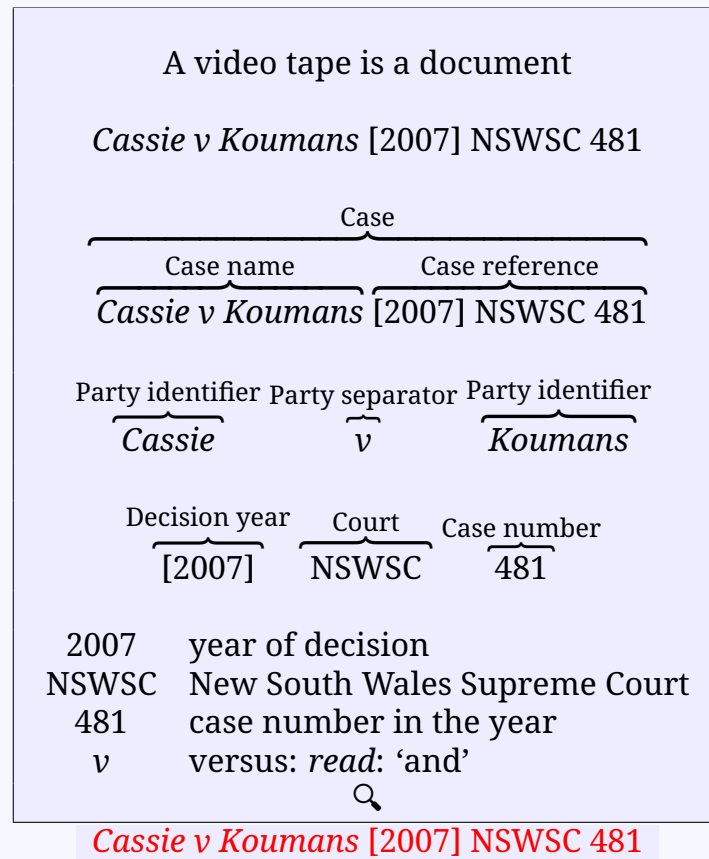 A video tape is a document
Cassie v Koumans [2007] NSWSC 481
Case
Case name Case reference
Cassie v Koumans [2007] NSWSC 481
Party identifier Party separator Party identifier
Cassie v Koumans
Decision year Court Case number
[2007] NSWSC 481
2007 year of decision
NSWSC New South Wales Supreme Court
481 case number in the year
v versus: read: ‘and’
Cassie v Koumans [2007] NSWSC 481